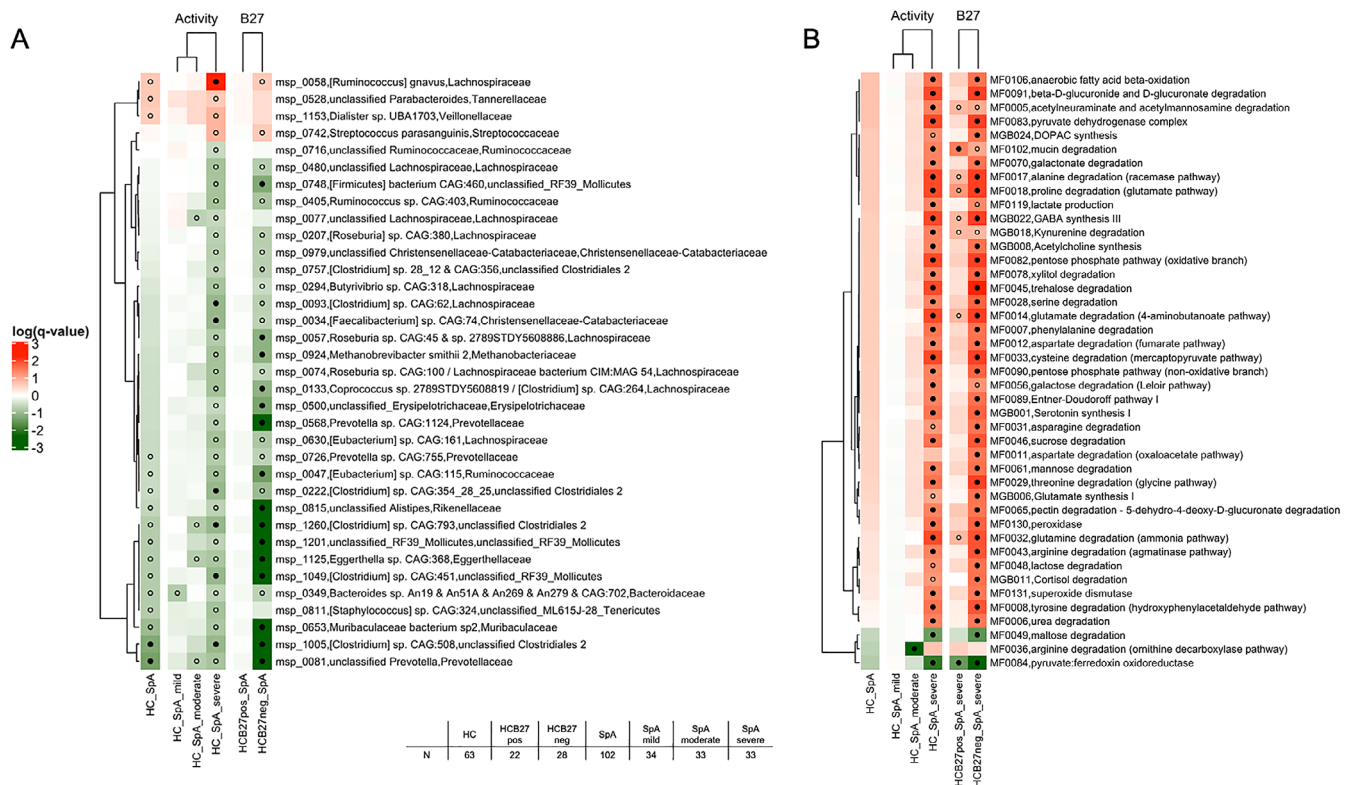 Activity
B27
A
msp_0058,[Ruminococcus] gnavus,Lachnospiraceae
msp_0528,unclassified Parabacteroides,Tannerellaceae
msp_1153,Dialister sp. UBA1703,Veillonellaceae
msp_0742,Streptococcus parasanguinis,Streptococcaceae
msp_0716,unclassified Ruminococcaceae,Ruminococcaceae
msp_0480,unclassified Lachnospiraceae,Lachnospiraceae
msp_0748,[Firmicutes] bacterium CAG:460,unclassified_RF39_Mollicutes
msp_0405,Ruminococcus sp. CAG:403,Ruminococcaceae
msp_0077,unclassified Lachnospiraceae,Lachnospiraceae
msp_0207,[Roseburia] sp. CAG:380,Lachnospiraceae
msp_0979,unclassified Christensenellaceae-Catabacteriaceae,Christensenellaceae-Catabacteriaceae
msp_0757,[Clostridium] sp. 28_12 & CAG:356,unclassified Clostridiales 2
msp_0294,Butyrivibrio sp. CAG:318,Lachnospiraceae
msp_0093,[Clostridium] sp. CAG:62,Lachnospiraceae
msp_0034,[Faecalibacterium] sp. CAG:74,Christensenellaceae-Catabacteriaceae
msp_0057,Roseburia sp. CAG:45 & sp. 2789STDY5608886,Lachnospiraceae
msp_0924,Methanobrevibacter smithii 2,Methanobacteriaceae
msp_0074,Roseburia sp. CAG:100 / Lachnospiraceae bacterium CIM:MAG 54,Lachnospiraceae
msp_0133,Coprococcus sp. 2789STDY5608819 / [Clostridium] sp. CAG:264,Lachnospiraceae
msp_0500,unclassified_Erysipelotrichaceae,Erysipelotrichaceae
msp_0568,Prevotella sp. CAG:1124,Prevotellaceae
msp_0630,[Eubacterium] sp. CAG:161,Lachnospiraceae
msp_0726,Prevotella sp. CAG:755,Prevotellaceae
msp_0047,[Eubacterium] sp. CAG:115,Ruminococcaceae
msp_0222,[Clostridium] sp. CAG:354_28_25,unclassified Clostridiales 2
msp_0815,unclassified Alistipes,Rikenellaceae
msp_1260,[Clostridium] sp. CAG:793,unclassified Clostridiales 2
msp_1201,unclassified_RF39_Mollicutes,unclassified_RF39_Mollicutes
msp_1125,Eggerthella sp. CAG:368,Eggerthellaceae
msp_1049,[Clostridium] sp. CAG:451,unclassified_RF39_Mollicutes
msp_0349,Bacteroides sp. An19 & An51A & An269 & An279 & CAG:702,Bacteroidaceae
msp_0811,[Staphylococcus] sp. CAG:324,unclassified_ML615J-28_Tenericutes
msp_0653,Muribaculaceae bacterium sp2,Muribaculaceae
msp_1005,[Clostridium] sp. CAG:508,unclassified Clostridiales 2
msp_0081,unclassified Prevotella,Prevotellaceae
log(q-value)
3
2
1
0
-1
-2
-3
HC_SpA
HC_SpA_mild
HC_SpA_moderate
HC_SpA_severe
HCB27pos_SpA
HCB27neg_SpA
HC HCB27 pos HCB27 neg SpA SpA mild SpA moderate SpA severe
N 63 22 28 102 34 33 33
Activity
B27
B
MF0106,anaerobic fatty acid beta-oxidation
MF0091,beta-D-glucuronide and D-glucuronate degradation
MF0005,acetylneuraminate and acetylmannosamine degradation
MF0083,pyruvate dehydrogenase complex
MGB024,DOPAC synthesis
MF0102,mucin degradation
MF0070,galactonate degradation
MF0017,alanine degradation (racemase pathway)
MF0018,proline degradation (glutamate pathway)
MF0119,lactate production
MGB022,GABA synthesis III
MGB018,Kynurenine degradation
MGB008,Acetylcholine synthesis
MF0082,pentose phosphate pathway (oxidative branch)
MF0078,xylitol degradation
MF0045,trehalose degradation
MF0028,serine degradation
MF0014,glutamate degradation (4-aminobutanoate pathway)
MF0007,phenylalanine degradation
MF0012,aspartate degradation (fumarate pathway)
MF0033,cysteine degradation (mercaptopyruvate pathway)
MF0090,pentose phosphate pathway (non-oxidative branch)
MF0056,galactose degradation (Leloir pathway)
MF0089,Entner-Doudoroff pathway I
MGB001,Serotonin synthesis I
MF0031,asparagine degradation
MF0046,sucrose degradation
MF0011,aspartate degradation (oxaloacetate pathway)
MF0061,mannose degradation
MF0029,threonine degradation (glycine pathway)
MGB006,Glutamate synthesis I
MF0065,pectin degradation - 5-dehydro-4-deoxy-D-glucuronate degradation
MF0130,peroxidase
MF0032,glutamine degradation (ammonia pathway)
MF0043,arginine degradation (agmatinase pathway)
MF0048,lactose degradation
MGB011,Cortisol degradation
MF0131,superoxide dismutase
MF0008,tyrosine degradation (hydroxyphenylacetaldehyde pathway)
MF0006,urea degradation
MF0049,maltose degradation
MF0036,arginine degradation (ornithine decarboxylase pathway)
MF0084,pyruvate:ferredoxin oxidoreductase
HC_SpA
HC_SpA_mild
HC_SpA_moderate
HC_SpA_severe
HCB27pos_SpA_severe
HCB27neg_SpA_severe